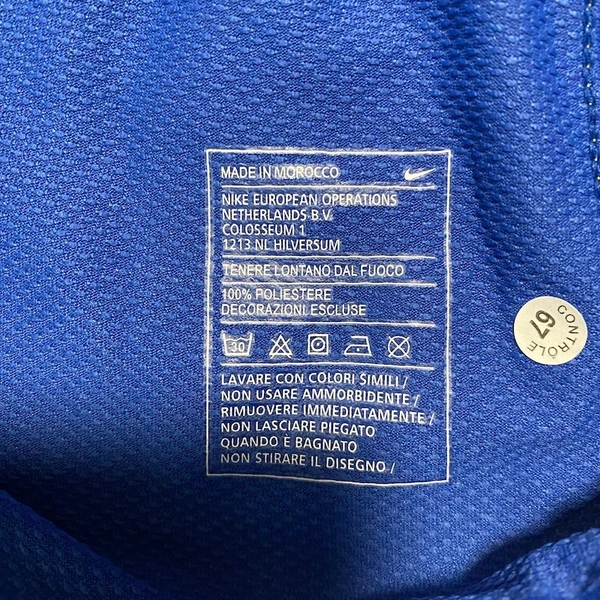 MADE IN MOROCCO
NIKE EUROPEAN OPERATIONS
NETHERLANDS B.V.
COLOSSEUM 1
1213 NL HILVERSUM
TENERE LONTANO DAL FUOCO
100% POLIESTERE
DECORAZIONI ESCLUSE
30
LAVARE CON COLORI SIMILI /
NON USARE AMMORBIDENTE /
RIMUOVERE IMMEDIATAMENTE /
NON LASCIARE PIEGATO
QUANDO È BAGNATO
NON STIRARE IL DISEGNO /
CONTRÔLE
67